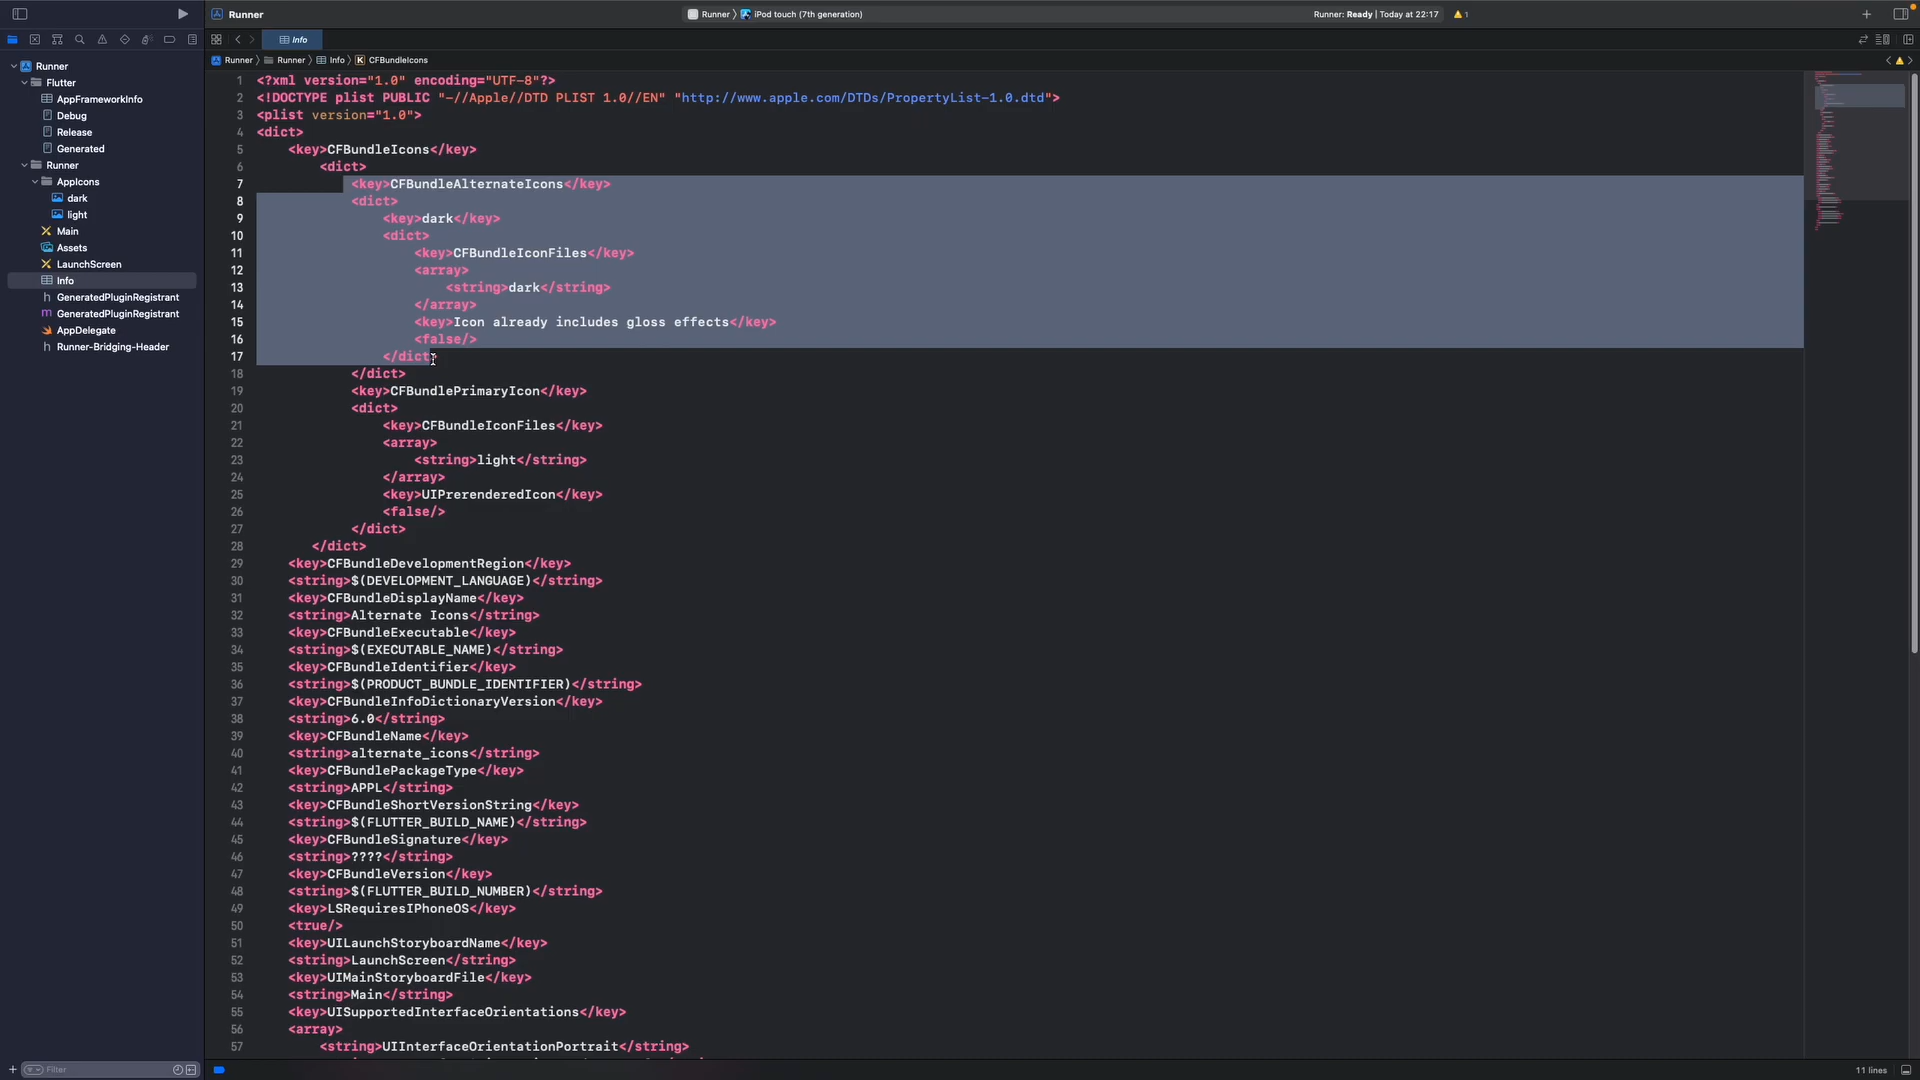 Runner
Runner 〉 iPod touch (7th generation)
Runner: Ready | Today at 22:17
1
Info
Runner 〉 Runner 〉 Info 〉 K CFBundleIcons
Runner
Flutter
AppFrameworkInfo
Debug
Release
Generated
Runner
AppIcons
dark
light
Main
Assets
LaunchScreen
Info
h GeneratedPluginRegistrant
m GeneratedPluginRegistrant
AppDelegate
h Runner-Bridging-Header
1 <?xml version="1.0" encoding="UTF-8"?>
2 <!DOCTYPE plist PUBLIC "-//Apple//DTD PLIST 1.0//EN" "http://www.apple.com/DTDs/PropertyList-1.0.dtd">
3 <plist version="1.0">
4 <dict>
5 <key>CFBundleIcons</key>
6 <dict>
7 <key>CFBundleAlternateIcons</key>
8 <dict>
9 <key>dark</key>
10 <dict>
11 <key>CFBundleIconFiles</key>
12 <array>
13 <string>dark</string>
14 </array>
15 <key>Icon already includes gloss effects</key>
16 <false/>
17 </dict>
18 </dict>
19 <key>CFBundlePrimaryIcon</key>
20 <dict>
21 <key>CFBundleIconFiles</key>
22 <array>
23 <string>light</string>
24 </array>
25 <key>UIPrerenderedIcon</key>
26 <false/>
27 </dict>
28 </dict>
29 <key>CFBundleDevelopmentRegion</key>
30 <string>$(DEVELOPMENT_LANGUAGE)</string>
31 <key>CFBundleDisplayName</key>
32 <string>Alternate Icons</string>
33 <key>CFBundleExecutable</key>
34 <string>$(EXECUTABLE_NAME)</string>
35 <key>CFBundleIdentifier</key>
36 <string>$(PRODUCT_BUNDLE_IDENTIFIER)</string>
37 <key>CFBundleInfoDictionaryVersion</key>
38 <string>6.0</string>
39 <key>CFBundleName</key>
40 <string>alternate_icons</string>
41 <key>CFBundlePackageType</key>
42 <string>APPL</string>
43 <key>CFBundleShortVersionString</key>
44 <string>$(FLUTTER_BUILD_NAME)</string>
45 <key>CFBundleSignature</key>
46 <string>????</string>
47 <key>CFBundleVersion</key>
48 <string>$(FLUTTER_BUILD_NUMBER)</string>
49 <key>LSRequiresIPhoneOS</key>
50 <true/>
51 <key>UILaunchStoryboardName</key>
52 <string>LaunchScreen</string>
53 <key>UIMainStoryboardFile</key>
54 <string>Main</string>
55 <key>UISupportedInterfaceOrientations</key>
56 <array>
57 <string>UIInterfaceOrientationPortrait</string>
Filter
11 lines